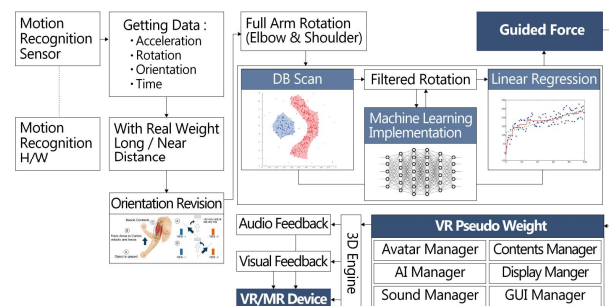 Motion
Recognition
Sensor
Getting Data :
· Acceleration
· Rotation
· Orientation
· Time
Full Arm Rotation
(Elbow & Shoulder)
Guided Force
DB Scan
Filtered Rotation
Linear Regression
Machine Learning
Implementation
Motion
Recognition
H/W
With Real Weight
Long / Near
Distance
Orientation Revision
Audio Feedback
Visual Feedback
VR/MR Device
3D Engine
VR Pseudo Weight
Avatar Manager
Contents Manager
AI Manager
Display Manger
Sound Manager
GUI Manager